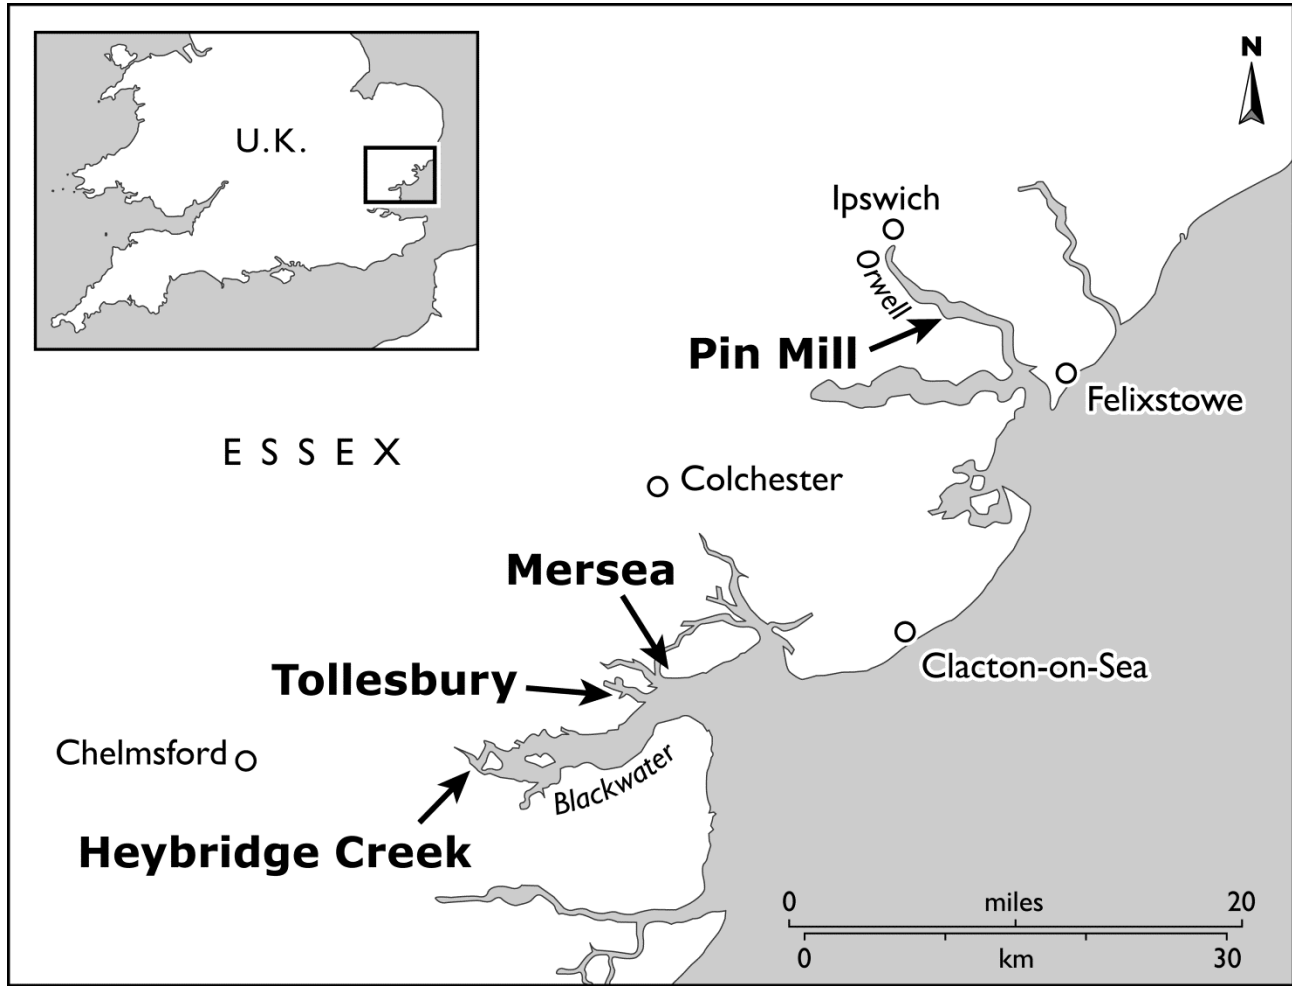 N
U.K.
Ipswich
Orwell
Pin Mill
Felixstowe
E S S E X
Colchester
Mersea
Tollesbury
Clacton-on-Sea
Chelmsford
Blackwater
Heybridge Creek
0 miles 20
0 km 30